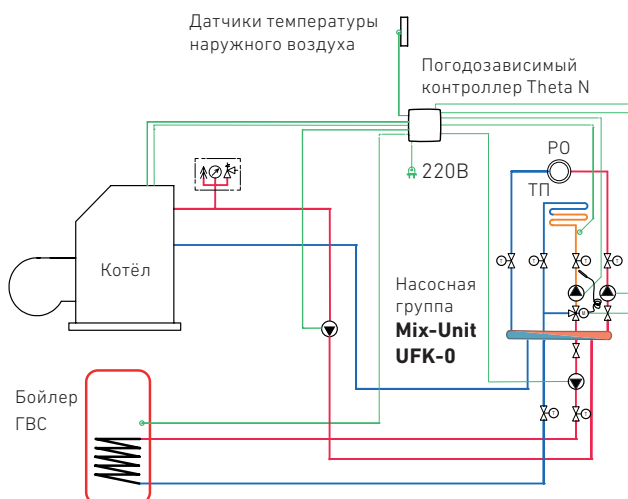 Датчики температуры
наружного воздуха
Погодозависимый
контроллер Theta N
220В
РО
ТП
Котёл
Насосная
группа
Mix-Unit
UFK-0
Бойлер
ГВС